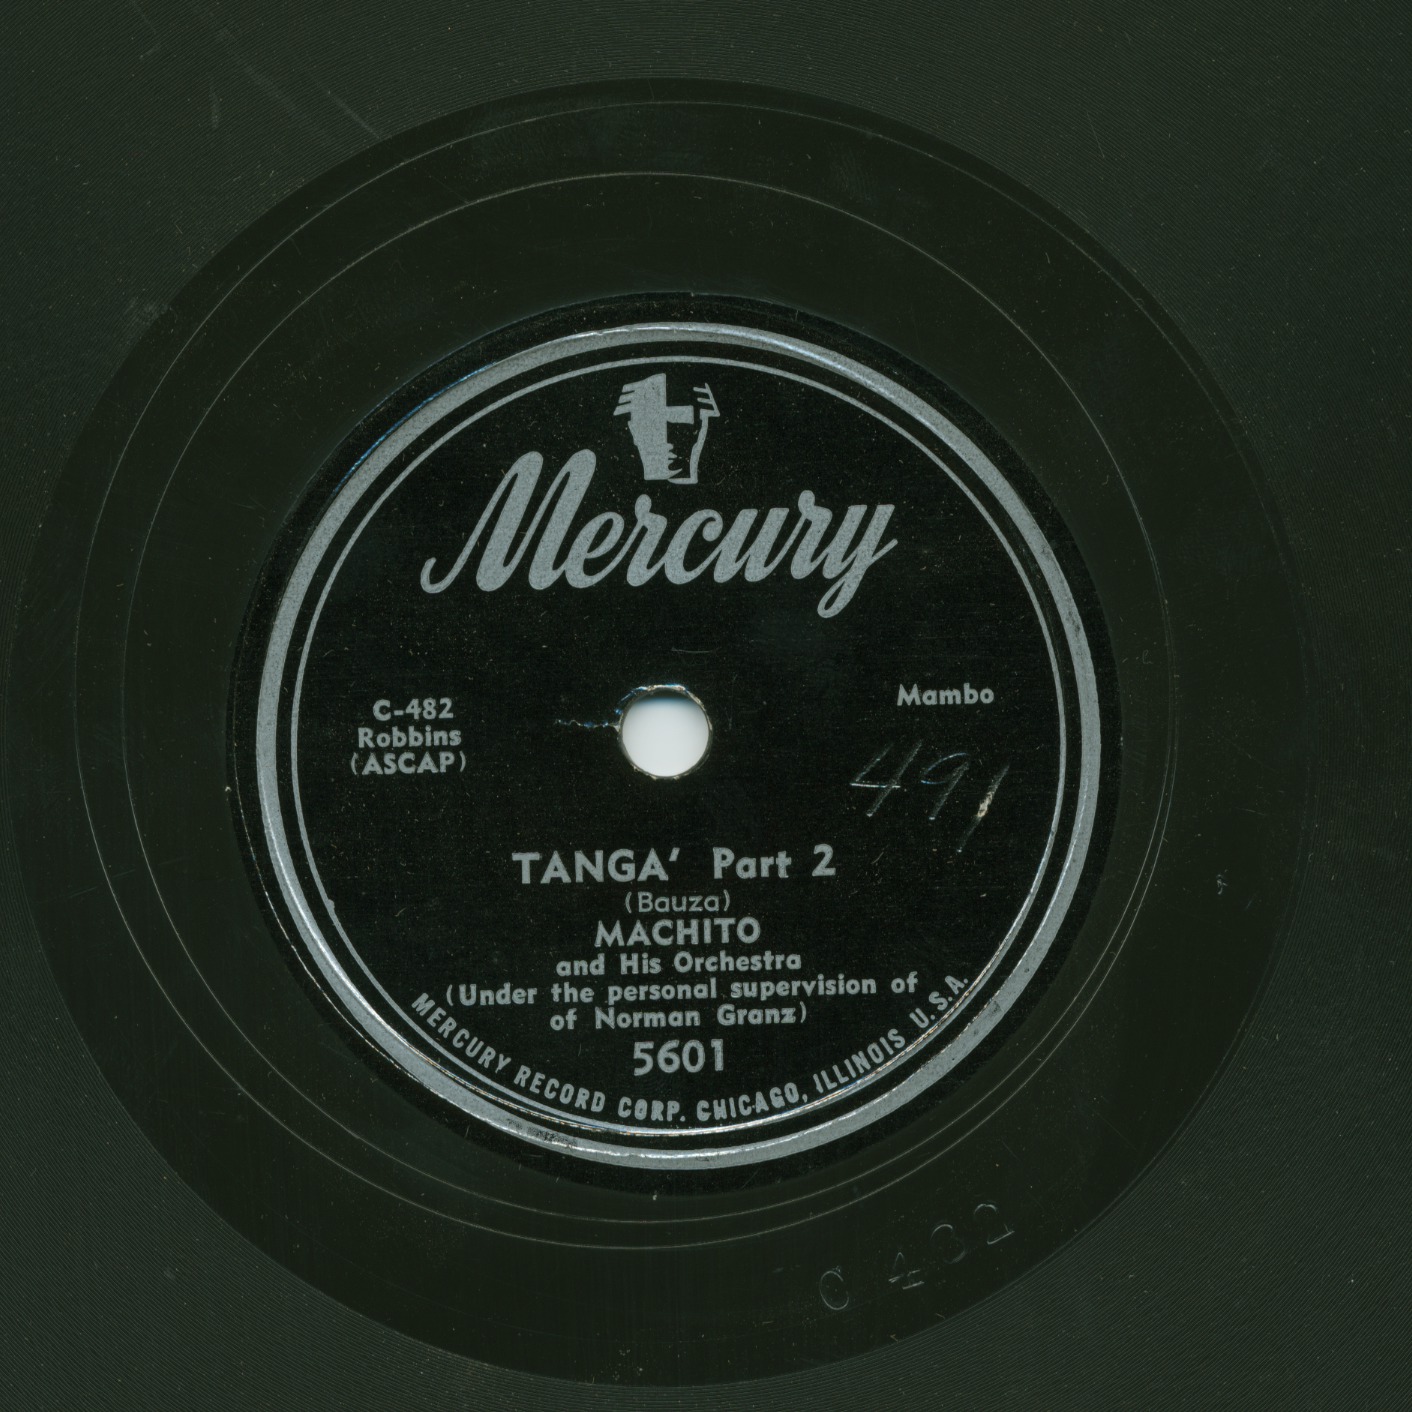 Mercury
C-482
Robbins
(ASCAP)
Mambo
491
TANGA' Part 2
(Bauza)
MACHITO
and His Orchestra
(Under the personal supervision of
of Norman Granz)
5601
MERCURY RECORD CORP. CHICAGO, ILLINOIS U.S.A.
C 482